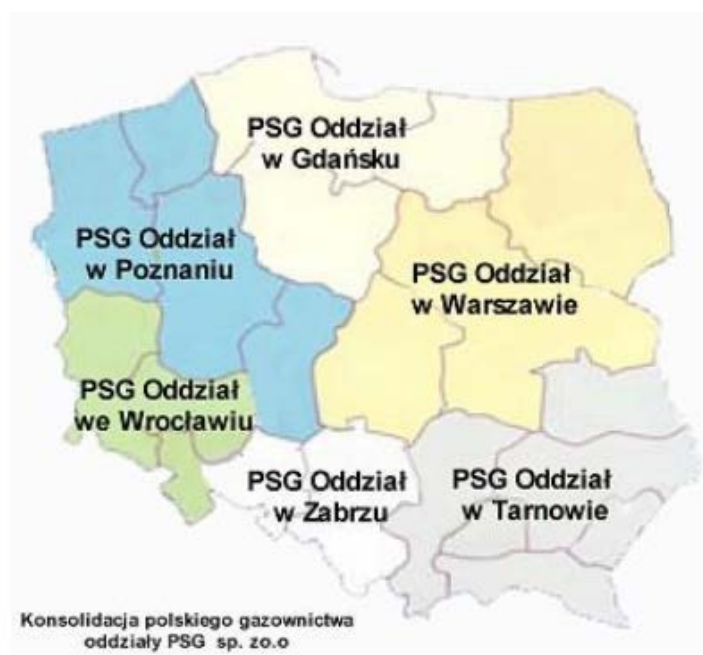 PSG Oddział
w Gdańsku
PSG Oddział
w Poznaniu
PSG Oddział
w Warszawie
PSG Oddział
we Wrocławiu
PSG Oddział
w Zabrzu
PSG Oddział
w Tarnowie
Konsolidacja polskiego gazownictwa
oddziały PSG sp. zo.o